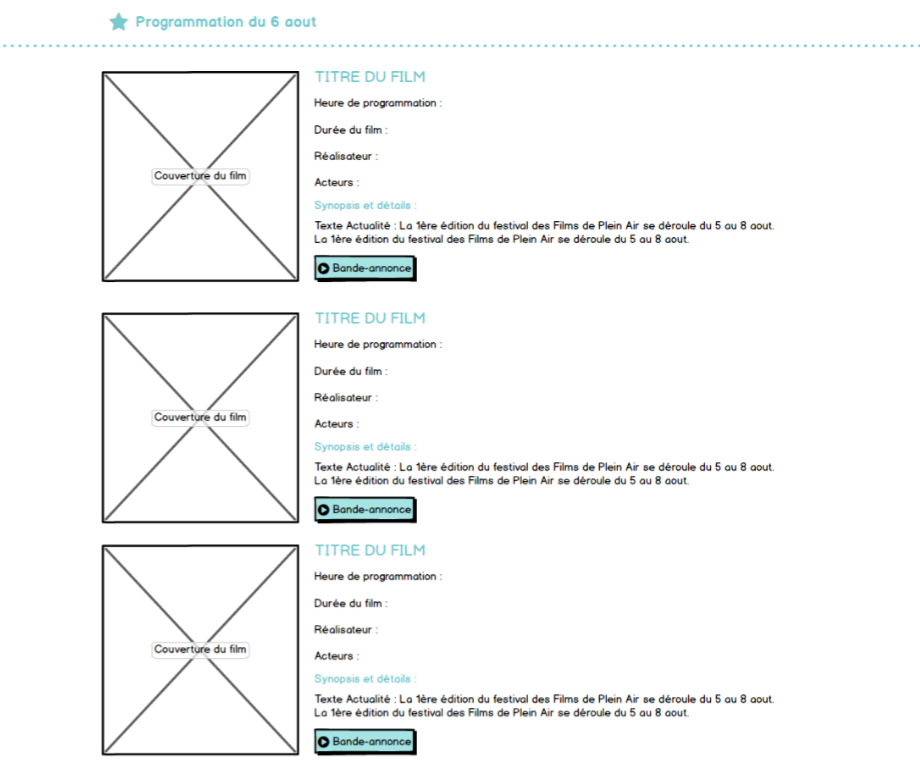 Programmation du 6 aout
TITRE DU FILM
Heure de programmation :
Durée du film :
Réalisateur :
Couverture du film
Acteurs :
Synopsis et détails :
Texte Actualité : La 1ère édition du festival des Films de Plein Air se déroule du 5 au 8 aout.
La 1ère édition du festival des Films de Plein Air se déroule du 5 au 8 aout.
Bande-annonce
TITRE DU FILM
Heure de programmation :
Durée du film :
Réalisateur :
Couverture du film
Acteurs :
Synopsis et détails :
Texte Actualité : La 1ère édition du festival des Films de Plein Air se déroule du 5 au 8 aout.
La 1ère édition du festival des Films de Plein Air se déroule du 5 au 8 aout.
Bande-annonce
TITRE DU FILM
Heure de programmation :
Durée du film :
Réalisateur :
Couverture du film
Acteurs :
Synopsis et détails :
Texte Actualité : La 1ère édition du festival des Films de Plein Air se déroule du 5 au 8 aout.
La 1ère édition du festival des Films de Plein Air se déroule du 5 au 8 aout.
Bande-annonce